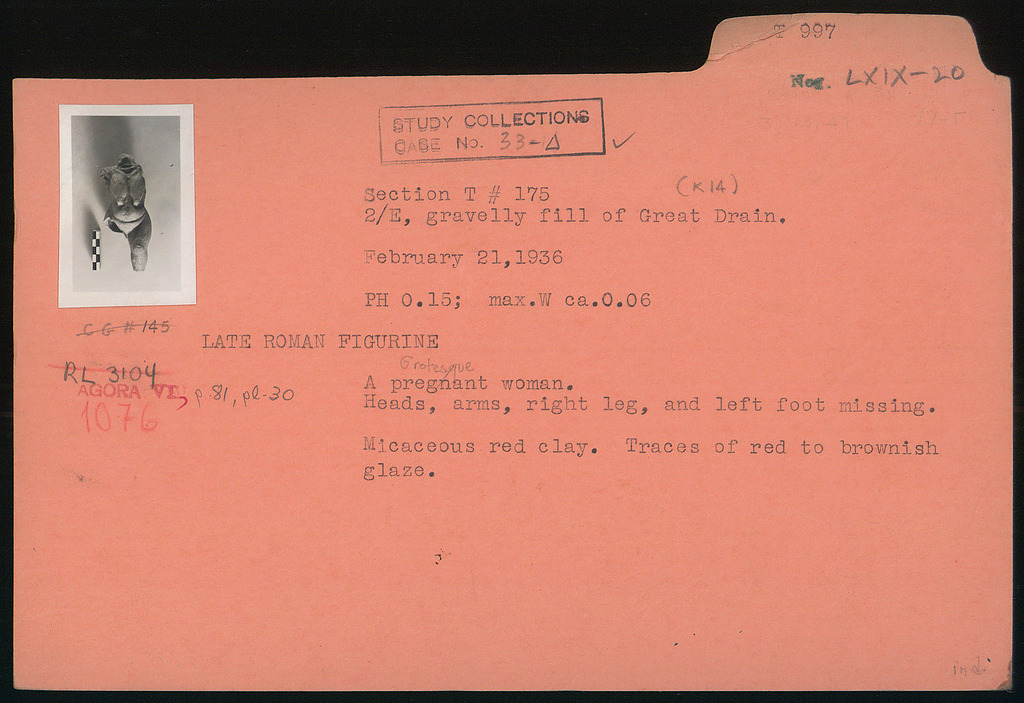 T 997
Neg. LXIX-20
STUDY COLLECTIONS
CASE No. 33-Δ ✓
Section T # 175 (K14)
2/E, gravelly fill of Great Drain.
February 21,1936
PH 0.15; max.W ca.0.06
C G # 145
LATE ROMAN FIGURINE
RL 3104
Grotesque
A pregnant woman.
AGORA VI, p 81, pl-30
Heads, arms, right leg, and left foot missing.
1076
Micaceous red clay. Traces of red to brownish
glaze.
ind.